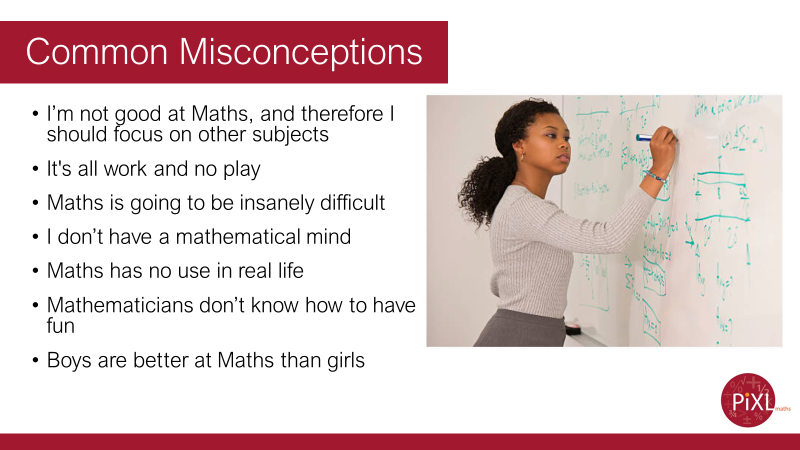 Common Misconceptions
• I'm not good at Maths, and therefore I
should focus on other subjects
• It's all work and no play
• Maths is going to be insanely difficult
• I don't have a mathematical mind
• Maths has no use in real life
• Mathematicians don't know how to have
fun
• Boys are better at Maths than girls
PiXL
maths